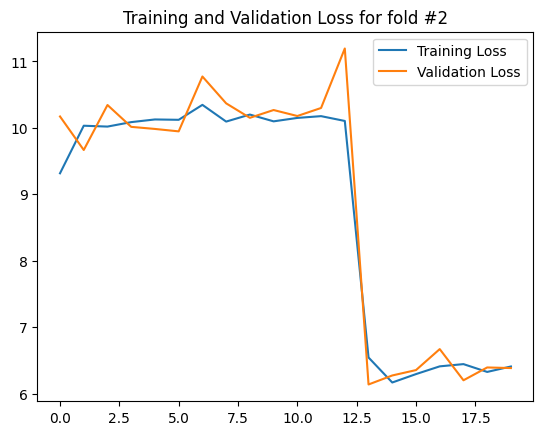 Training and Validation Loss for fold #2
Training Loss
Validation Loss
11
10
9
8
7
6
0.0 2.5 5.0 7.5 10.0 12.5 15.0 17.5